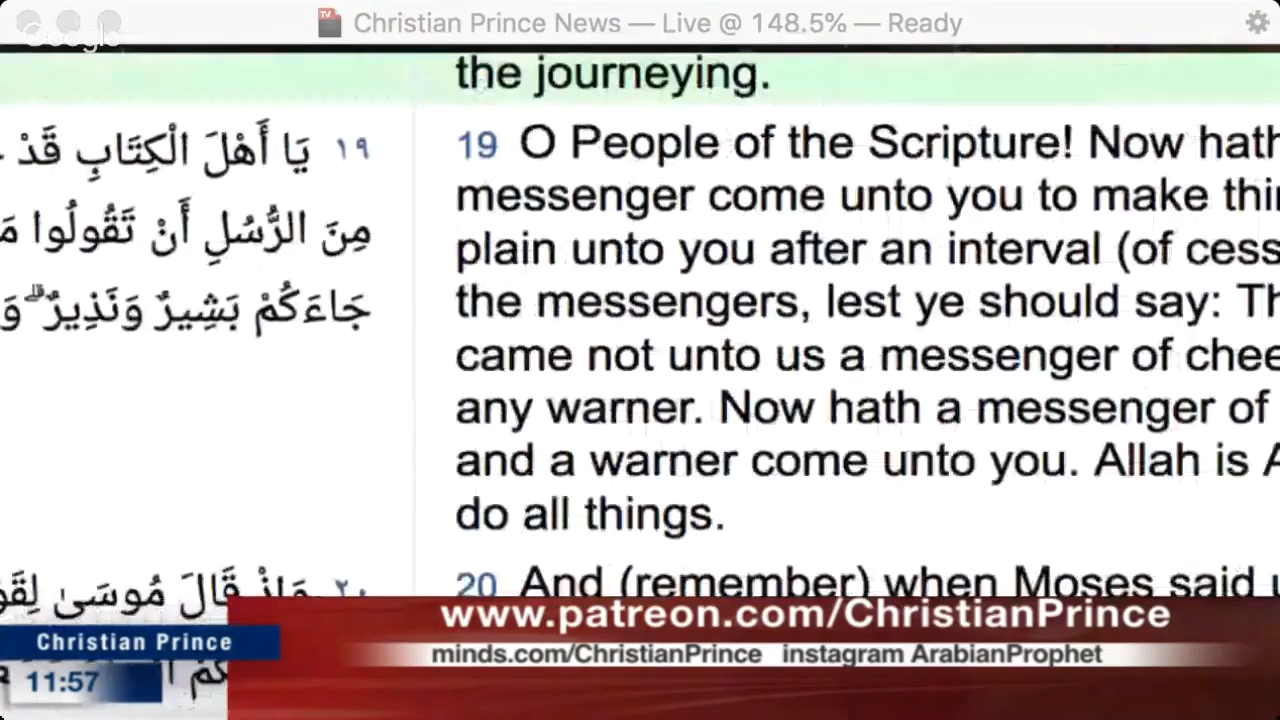 Christian Prince News — Live @ 148.5% — Ready
Google
the journeying.
١٩ يَا أَهْلَ الْكِتَابِ قَدْ
مِنَ الرُّسُلِ أَنْ تَقُولُوا
جَاءَكُمْ بَشِيرٌ وَنَذِيرٌ ۗ وَ
19 O People of the Scripture! Now hath
messenger come unto you to make thin
plain unto you after an interval (of cess
the messengers, lest ye should say: Th
came not unto us a messenger of chee
any warner. Now hath a messenger of
and a warner come unto you. Allah is A
do all things.
٢٠ وَإِذْ قَالَ مُوسَىٰ لِقَوْ
20 And (remember) when Moses said u
www.patreon.com/ChristianPrince
Christian Prince
minds.com/ChristianPrince instagram ArabianProphet
11:57